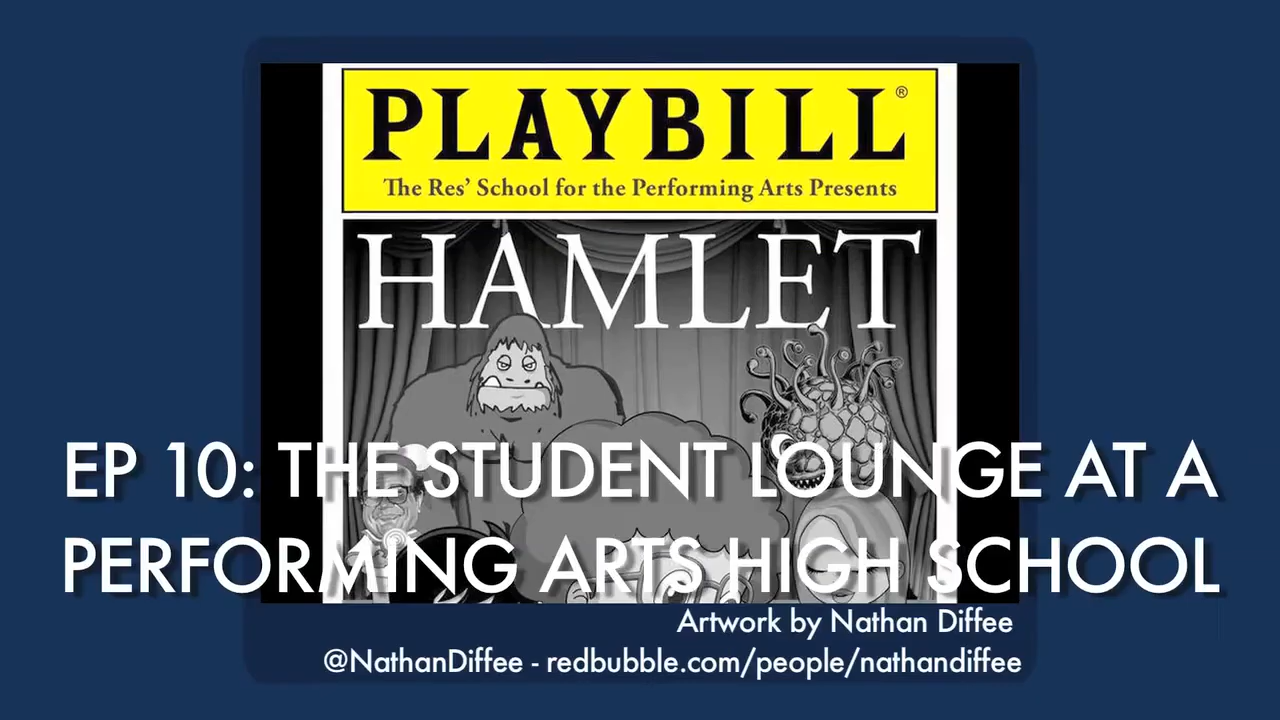 PLAYBILL®
The Res' School for the Performing Arts Presents
HAMLET
EP 10: THE STUDENT LOUNGE AT A
PERFORMING ARTS HIGH SCHOOL
Artwork by Nathan Diffee
@NathanDiffee - redbubble.com/people/nathandiffee